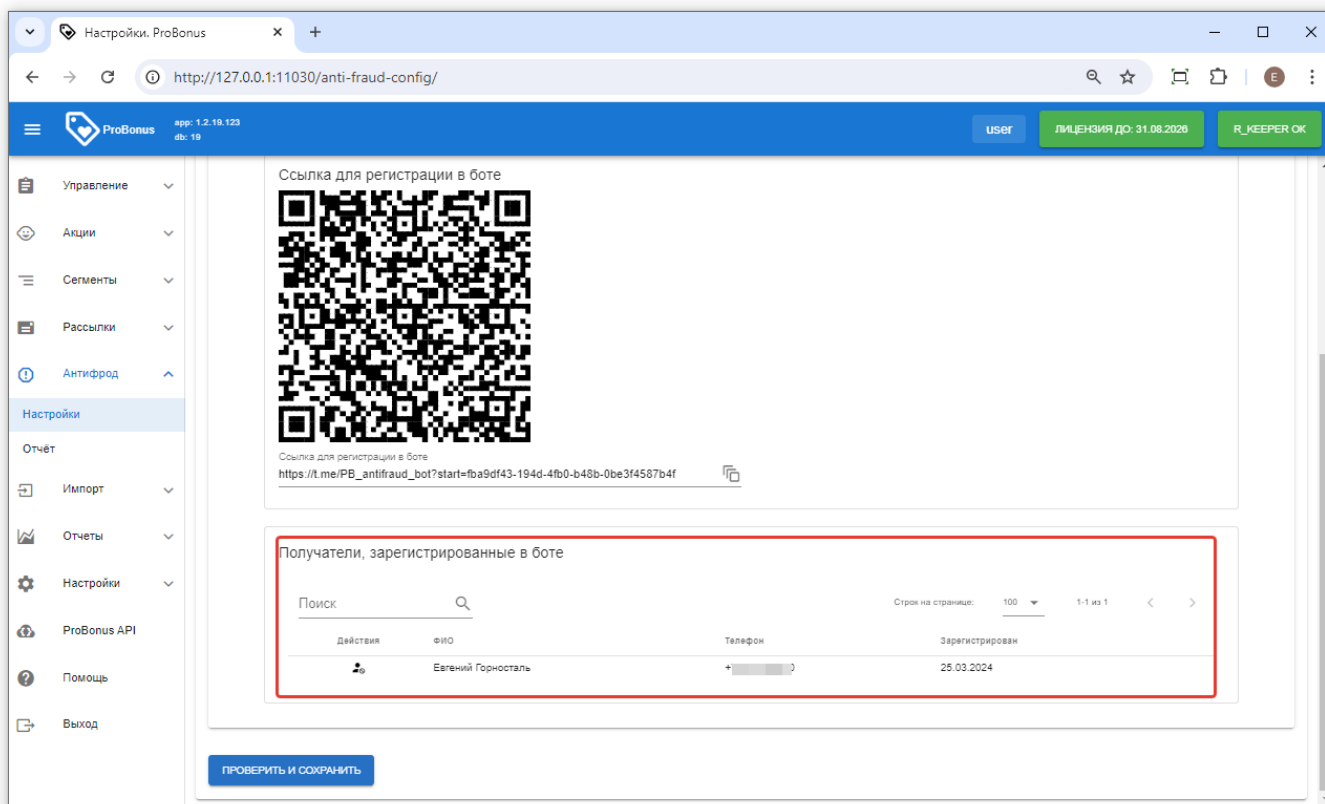 Настройки. ProBonus
http://127.0.0.1:11030/anti-fraud-config/
E
ProBonus
app: 1.2.19.123
db: 19
user
ЛИЦЕНЗИЯ ДО: 31.08.2026
R_KEEPER OK
Управление
Акции
Сегменты
Рассылки
Антифрод
Настройки
Отчёт
Импорт
Отчеты
Настройки
ProBonus API
Помощь
Выход
Ссылка для регистрации в боте
Ссылка для регистрации в боте
https://t.me/PB_antifraud_bot?start=fba9df43-194d-4fb0-b48b-0be3f4587b4f
Получатели, зарегистрированные в боте
Поиск
Строк на странице: 100 1-1 из 1
Действия ФИО Телефон Зарегистрирован
Евгений Горносталь + 25.03.2024
ПРОВЕРИТЬ И СОХРАНИТЬ